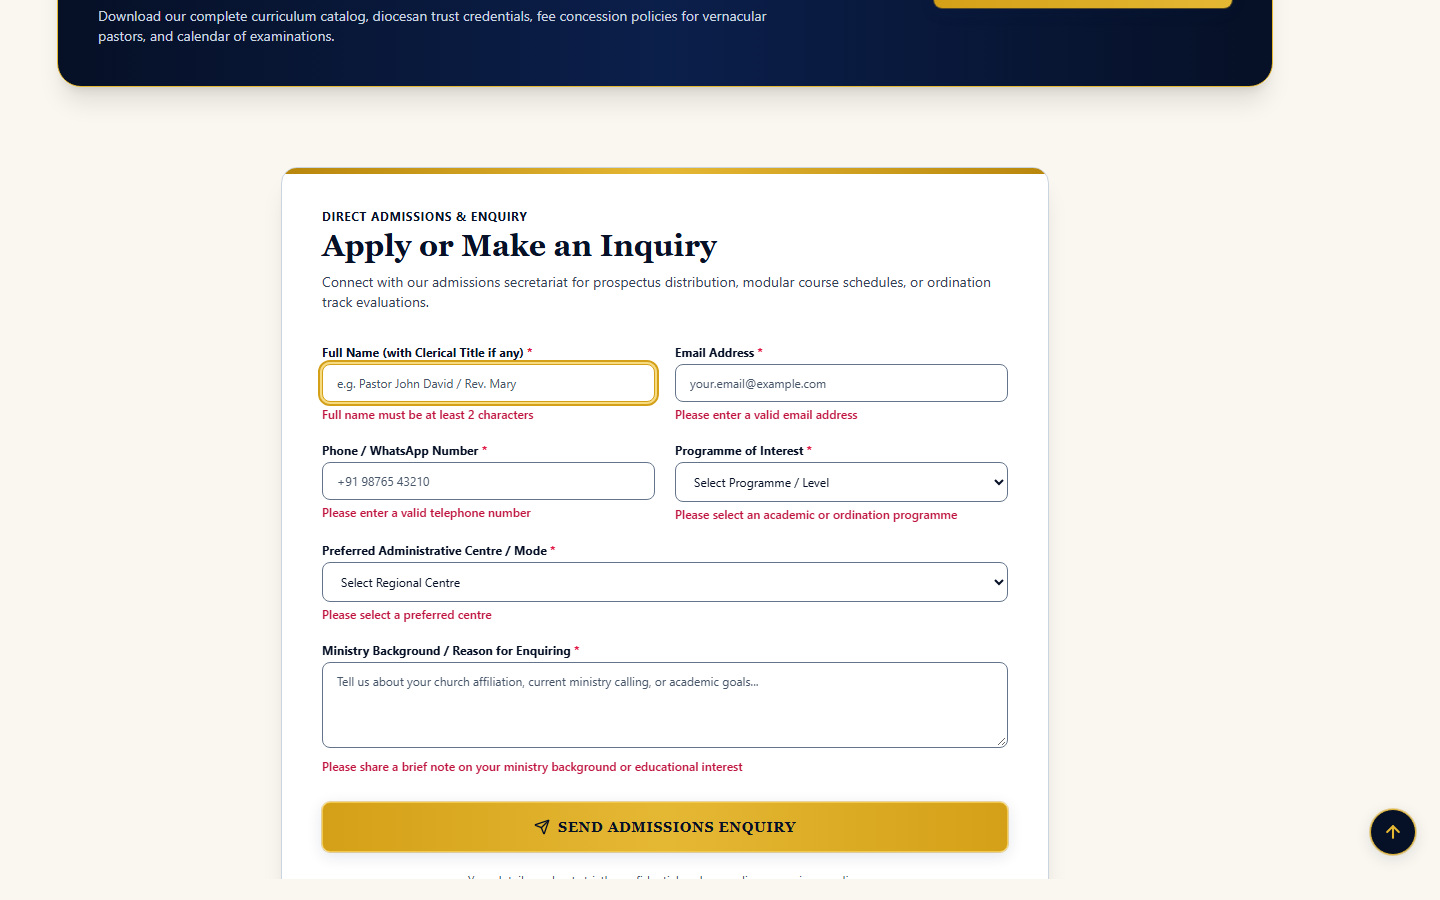 Download our complete curriculum catalog, diocesan trust credentials, fee concession policies for vernacular
pastors, and calendar of examinations.
DIRECT ADMISSIONS & ENQUIRY
Apply or Make an Inquiry
Connect with our admissions secretariat for prospectus distribution, modular course schedules, or ordination
track evaluations.
Full Name (with Clerical Title if any) *
e.g. Pastor John David / Rev. Mary
Full name must be at least 2 characters
Email Address *
your.email@example.com
Please enter a valid email address
Phone / WhatsApp Number *
+91 98765 43210
Please enter a valid telephone number
Programme of Interest *
Select Programme / Level
Please select an academic or ordination programme
Preferred Administrative Centre / Mode *
Select Regional Centre
Please select a preferred centre
Ministry Background / Reason for Enquiring *
Tell us about your church affiliation, current ministry calling, or academic goals...
Please share a brief note on your ministry background or educational interest
SEND ADMISSIONS ENQUIRY